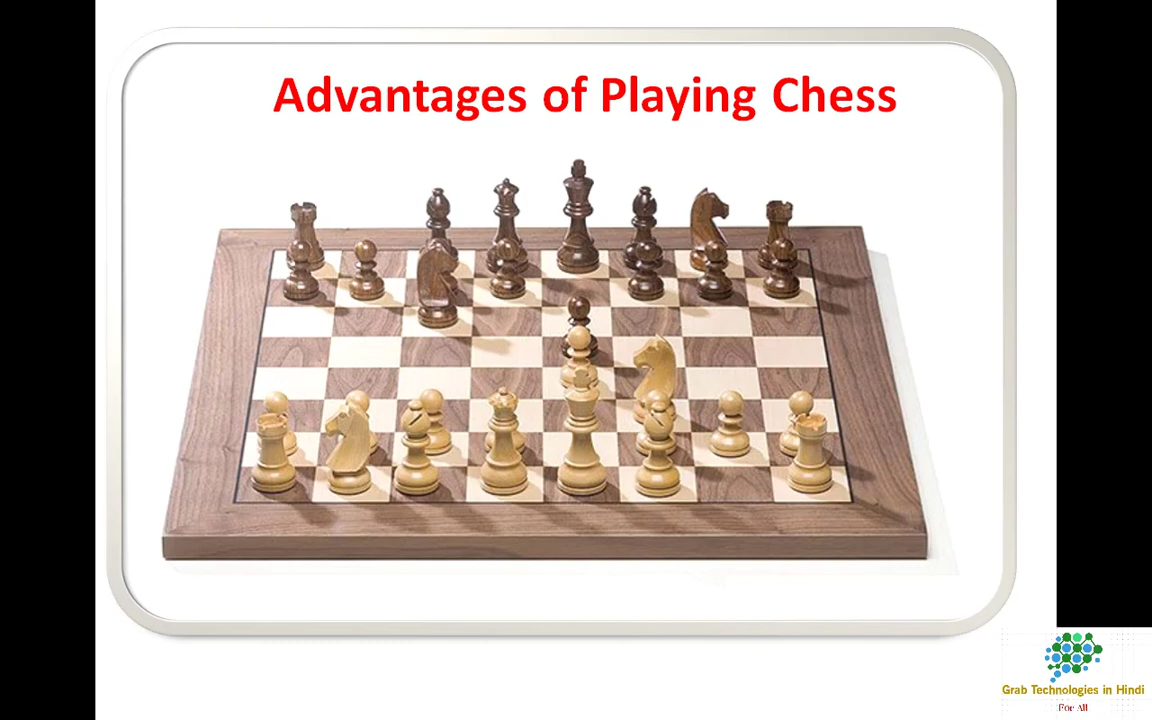 Advantages of Playing Chess
Grab Technologies in Hindi
For All